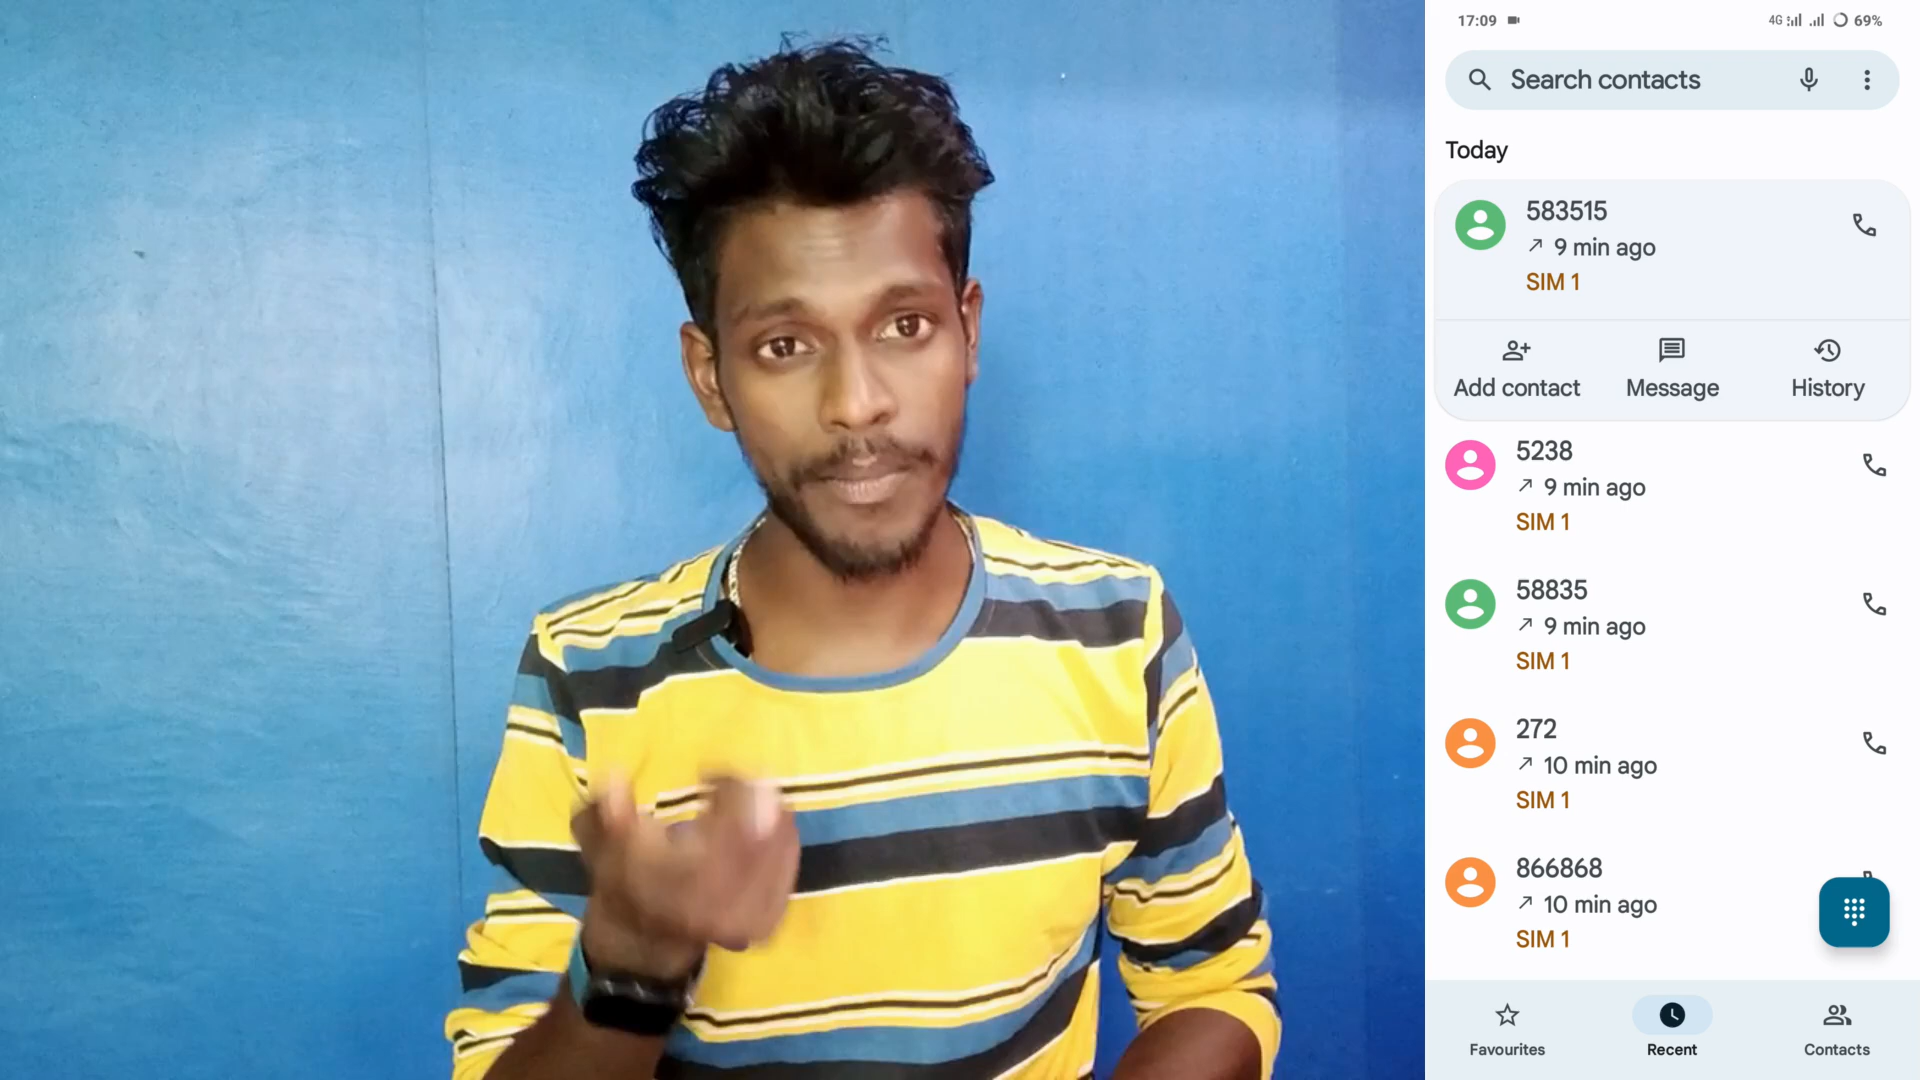 17:09
4G 69%
Search contacts
Today
583515
9 min ago
SIM 1
Add contact
Message
History
5238
9 min ago
SIM 1
58835
9 min ago
SIM 1
272
10 min ago
SIM 1
866868
10 min ago
SIM 1
Favourites
Recent
Contacts